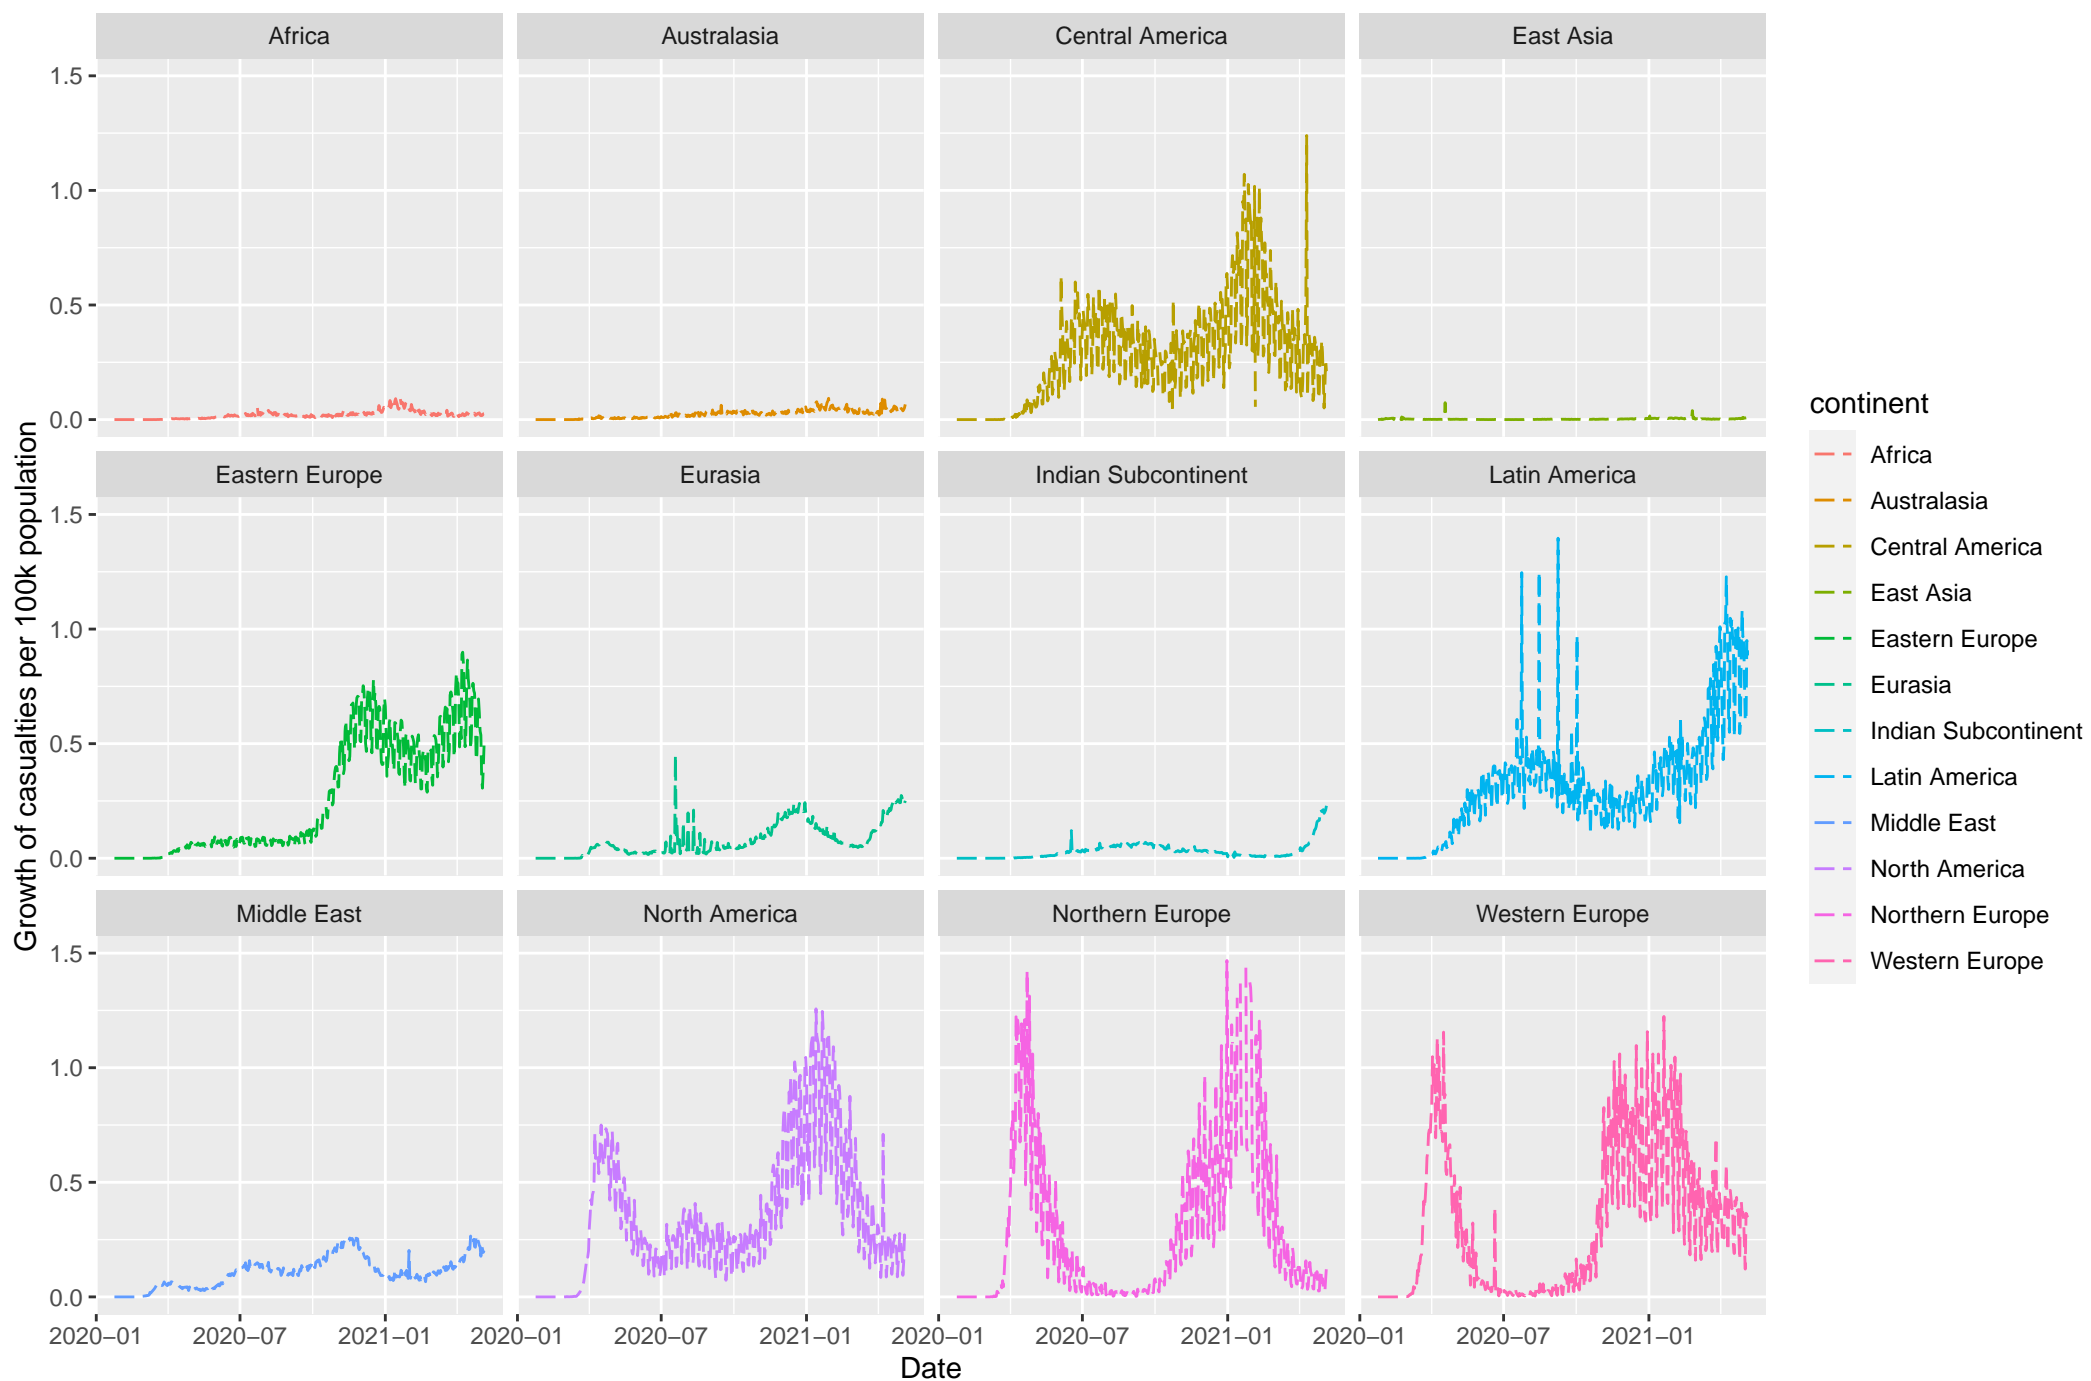 Africa
Australasia
Central America
East Asia
1.5
1.0
0.5
0.0
Eastern Europe
Eurasia
Indian Subcontinent
Latin America
1.5
1.0
0.5
0.0
Middle East
North America
Northern Europe
Western Europe
1.5
1.0
0.5
0.0
2020−01
2020−07
2021−01
2020−01
2020−07
2021−01
2020−01
2020−07
2021−01
2020−01
2020−07
2021−01
Date
Growth of casualties per 100k population
continent
Africa
Australasia
Central America
East Asia
Eastern Europe
Eurasia
Indian Subcontinent
Latin America
Middle East
North America
Northern Europe
Western Europe